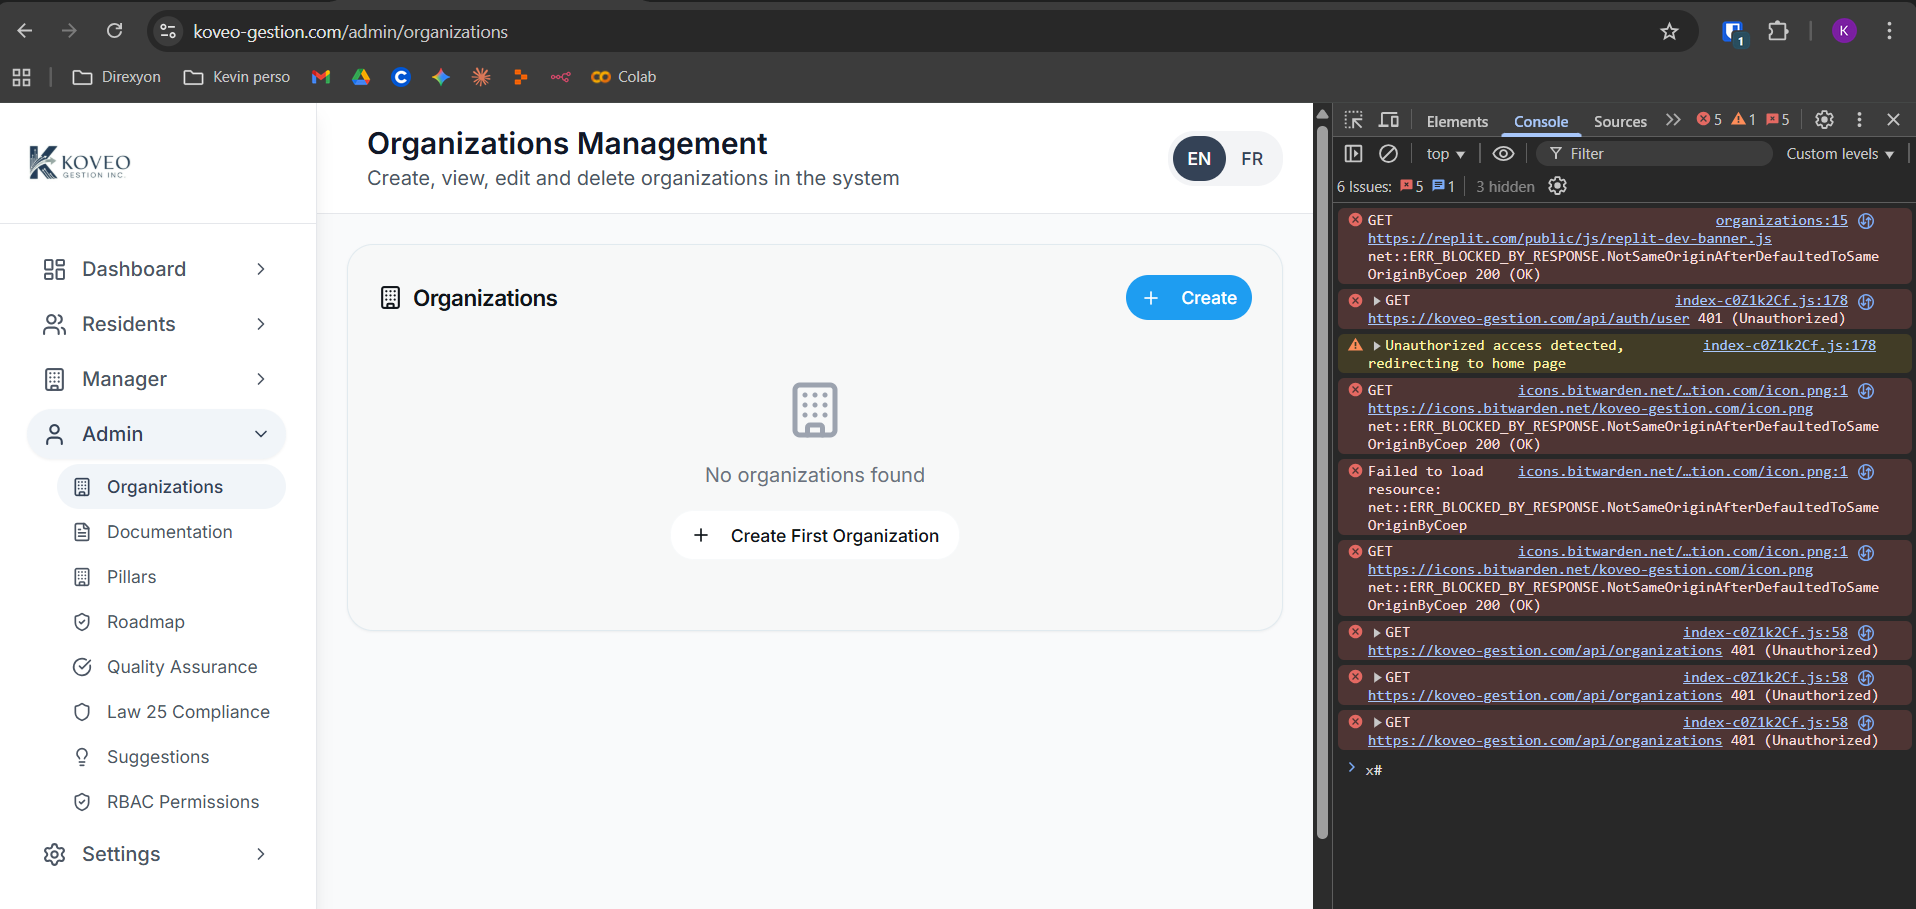 koveo-gestion.com/admin/organizations
1
K
Direxyon
Kevin perso
Colab
KOVEO
GESTION INC.
Dashboard
Residents
Manager
Admin
Organizations
Documentation
Pillars
Roadmap
Quality Assurance
Law 25 Compliance
Suggestions
RBAC Permissions
Settings
Organizations Management
Create, view, edit and delete organizations in the system
EN FR
Organizations
+ Create
No organizations found
+ Create First Organization
Elements Console Sources 5 1 5
top Filter Custom levels
6 Issues: 5 1 3 hidden
GET organizations:15
https://replit.com/public/js/replit-dev-banner.js
net::ERR_BLOCKED_BY_RESPONSE.NotSameOriginAfterDefaultedToSame
OriginByCoep 200 (OK)
GET index-c0Z1k2Cf.js:178
https://koveo-gestion.com/api/auth/user 401 (Unauthorized)
Unauthorized access detected, index-c0Z1k2Cf.js:178
redirecting to home page
GET icons.bitwarden.net/…tion.com/icon.png:1
https://icons.bitwarden.net/koveo-gestion.com/icon.png
net::ERR_BLOCKED_BY_RESPONSE.NotSameOriginAfterDefaultedToSame
OriginByCoep 200 (OK)
Failed to load icons.bitwarden.net/…tion.com/icon.png:1
resource:
net::ERR_BLOCKED_BY_RESPONSE.NotSameOriginAfterDefaultedToSame
OriginByCoep
GET icons.bitwarden.net/…tion.com/icon.png:1
https://icons.bitwarden.net/koveo-gestion.com/icon.png
net::ERR_BLOCKED_BY_RESPONSE.NotSameOriginAfterDefaultedToSame
OriginByCoep 200 (OK)
GET index-c0Z1k2Cf.js:58
https://koveo-gestion.com/api/organizations 401 (Unauthorized)
GET index-c0Z1k2Cf.js:58
https://koveo-gestion.com/api/organizations 401 (Unauthorized)
GET index-c0Z1k2Cf.js:58
https://koveo-gestion.com/api/organizations 401 (Unauthorized)
x#